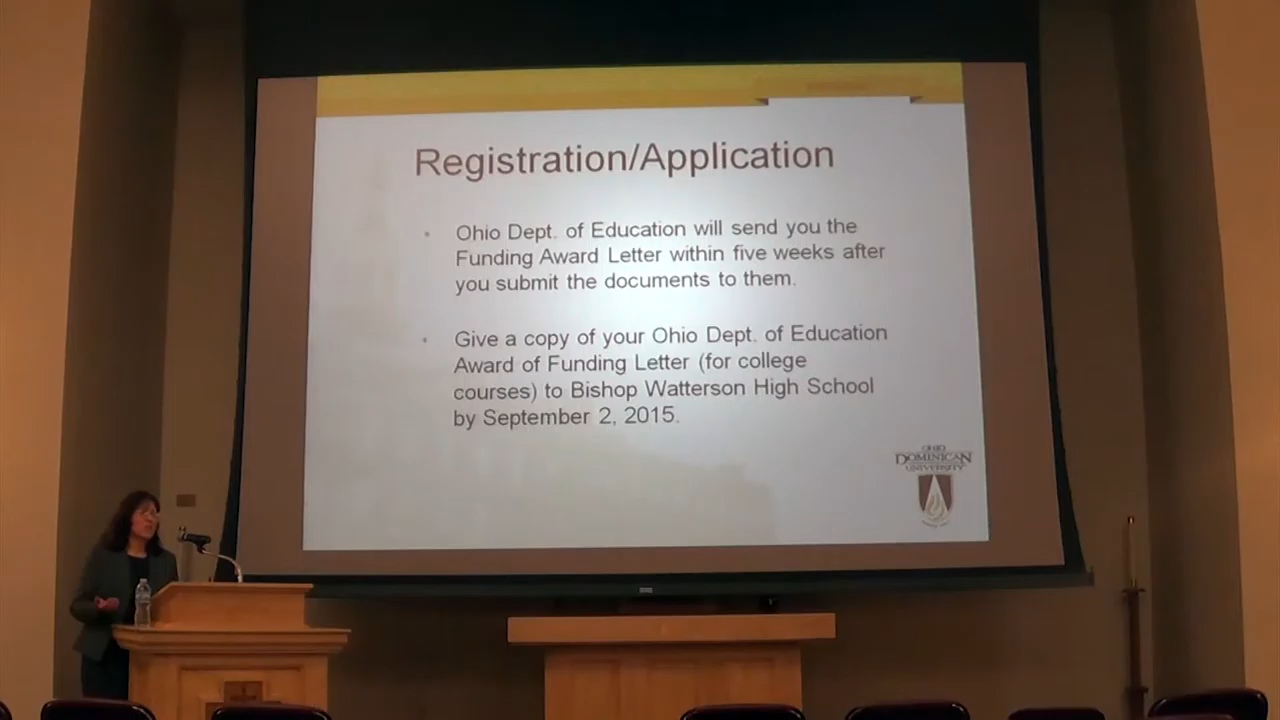 Registration/Application
• Ohio Dept. of Education will send you the
Funding Award Letter within five weeks after
you submit the documents to them.
• Give a copy of your Ohio Dept. of Education
Award of Funding Letter (for college
courses) to Bishop Watterson High School
by September 2, 2015.
OHIO
DOMINICAN
UNIVERSITY